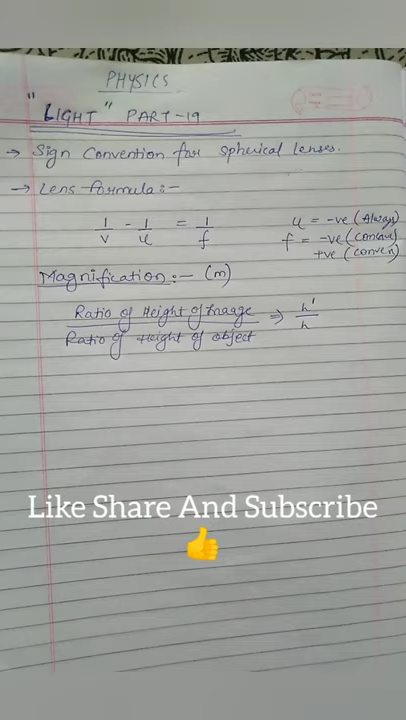 PHYSICS
"LIGHT" PART-19
→ Sign Convention for Spherical lenses.
→ Lens formula:-
1/v - 1/u = 1/f
u = -ve (Always)
f = -ve (Concave)
+ve (Convex)
Magnification:- (m)
Ratio of Height of Image
Ratio of Height of object
⇒ h'/h
Like Share And Subscribe
👍